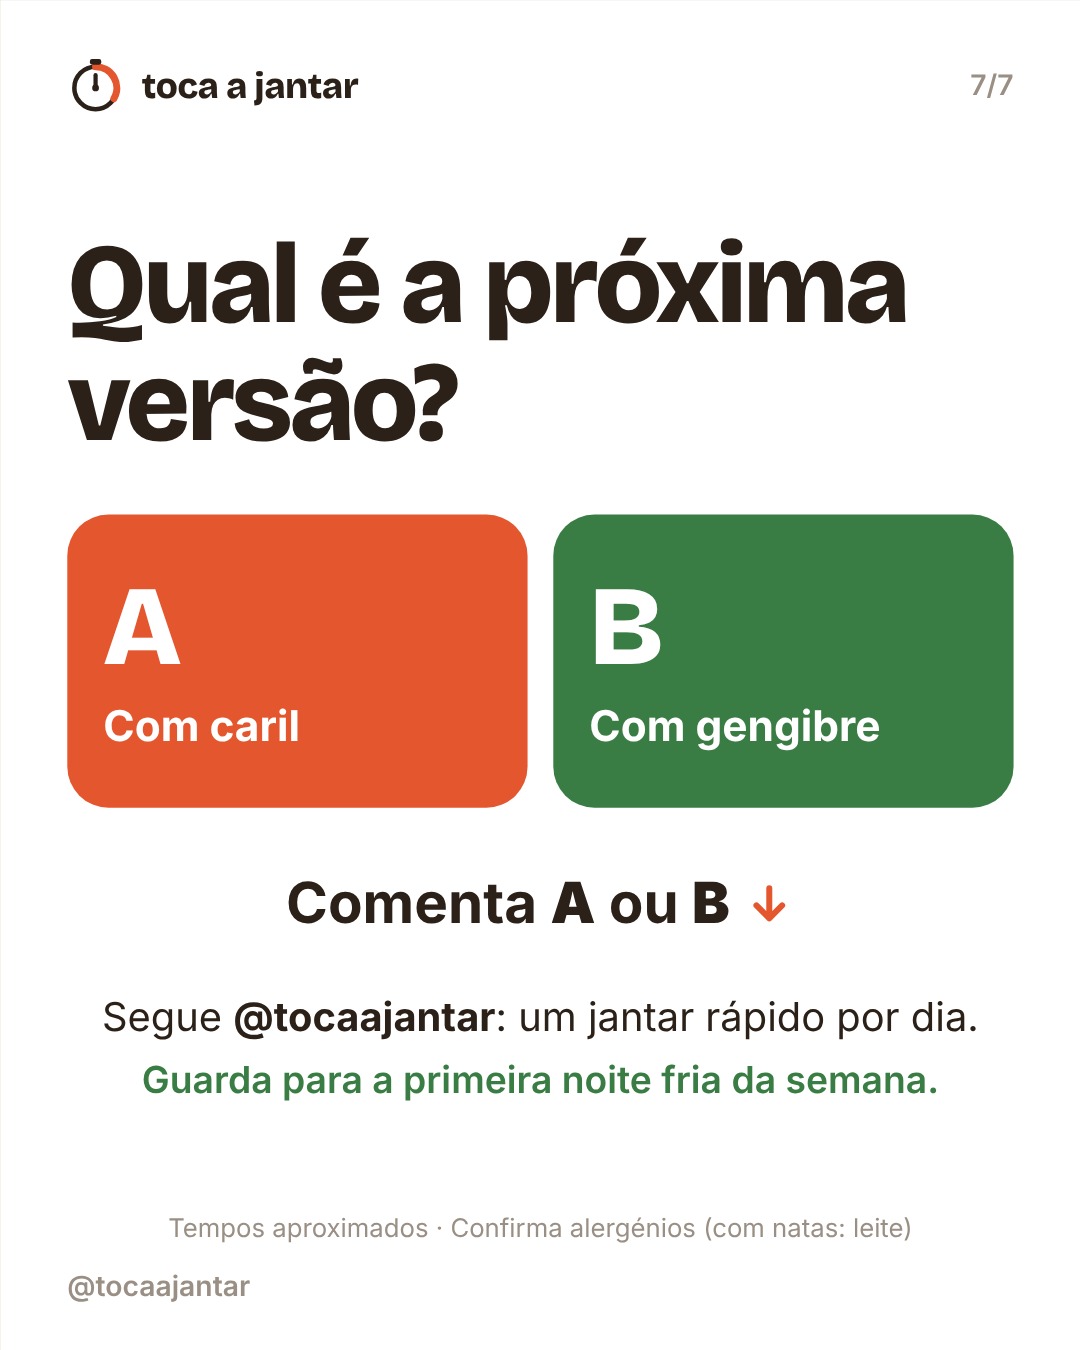 toca a jantar
7/7
Qual é a próxima
versão?
A
Com caril
B
Com gengibre
Comenta A ou B ↓
Segue @tocaajantar: um jantar rápido por dia.
Guarda para a primeira noite fria da semana.
Tempos aproximados · Confirma alergénios (com natas: leite)
@tocaajantar